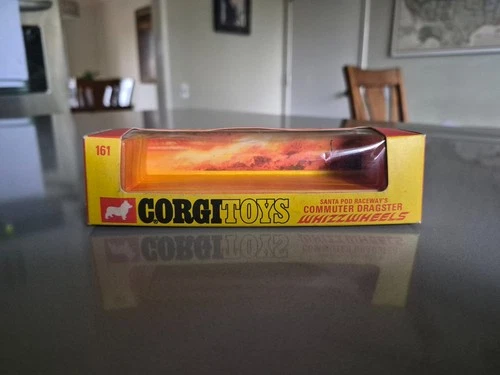 161
CORGI TOYS
SANTA POD RACEWAY'S
COMMUTER DRAGSTER
WHIZZWHEELS